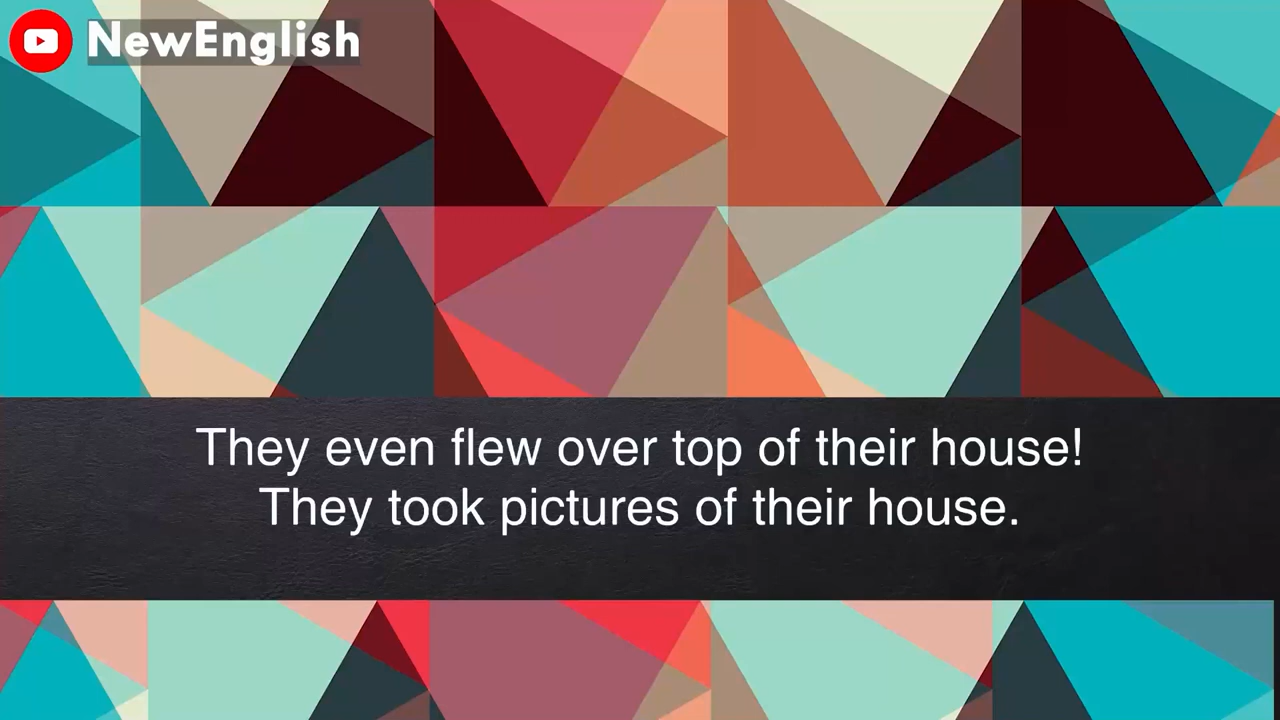 NewEnglish
They even flew over top of their house!
They took pictures of their house.